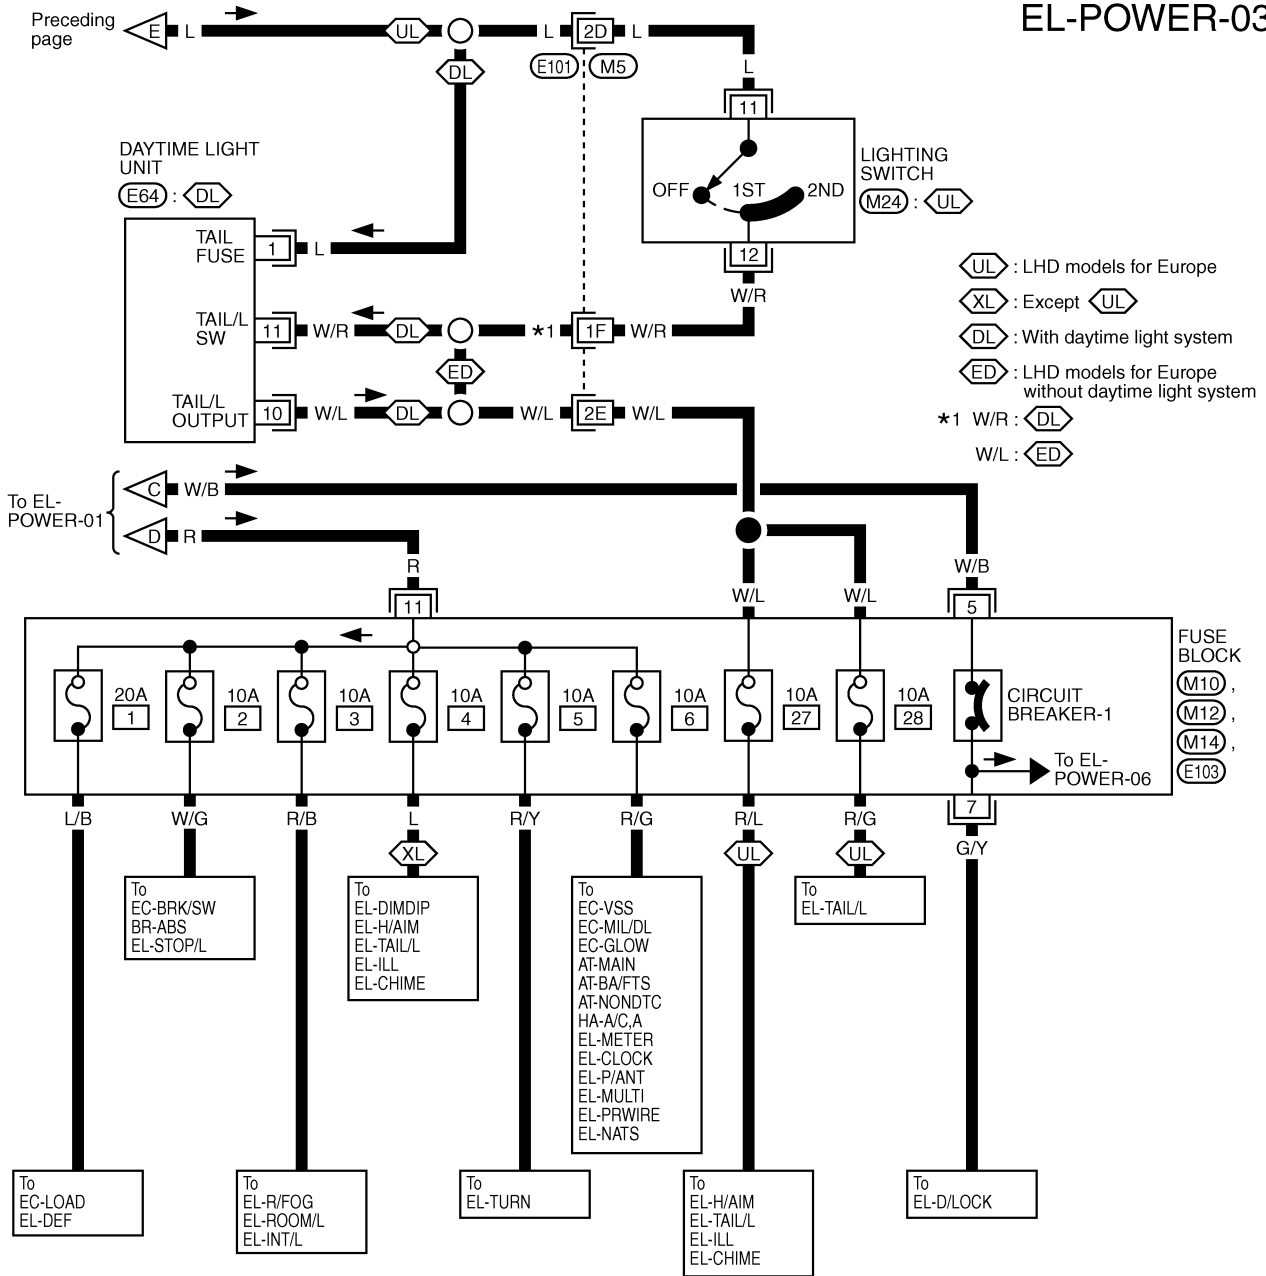 EL-POWER-03
Preceding
page
E
L
UL
L
2D
L
DL
E101
M5
L
11
DAYTIME LIGHT
UNIT
E64 : DL
LIGHTING
SWITCH
M24 : UL
OFF
1ST
2ND
12
W/R
TAIL
FUSE
1
L
TAIL/L
SW
11
W/R
DL
*1
1F
W/R
ED
TAIL/L
OUTPUT
10
W/L
DL
W/L
2E
W/L
UL : LHD models for Europe
XL : Except UL
DL : With daytime light system
ED : LHD models for Europe
without daytime light system
*1 W/R : DL
W/L : ED
To EL-
POWER-01
C
W/B
D
R
R
11
W/L
W/L
W/B
5
FUSE
BLOCK
M10 ,
M12 ,
M14 ,
E103
20A
1
10A
2
10A
3
10A
4
10A
5
10A
6
10A
27
10A
28
CIRCUIT
BREAKER-1
To EL-
POWER-06
7
L/B
W/G
R/B
L
R/Y
R/G
R/L
R/G
G/Y
XL
UL
UL
To
EC-BRK/SW
BR-ABS
EL-STOP/L
To
EL-DIMDIP
EL-H/AIM
EL-TAIL/L
EL-ILL
EL-CHIME
To
EC-VSS
EC-MIL/DL
EC-GLOW
AT-MAIN
AT-BA/FTS
AT-NONDTC
HA-A/C,A
EL-METER
EL-CLOCK
EL-P/ANT
EL-MULTI
EL-PRWIRE
EL-NATS
To
EL-TAIL/L
To
EC-LOAD
EL-DEF
To
EL-R/FOG
EL-ROOM/L
EL-INT/L
To
EL-TURN
To
EL-H/AIM
EL-TAIL/L
EL-ILL
EL-CHIME
To
EL-D/LOCK